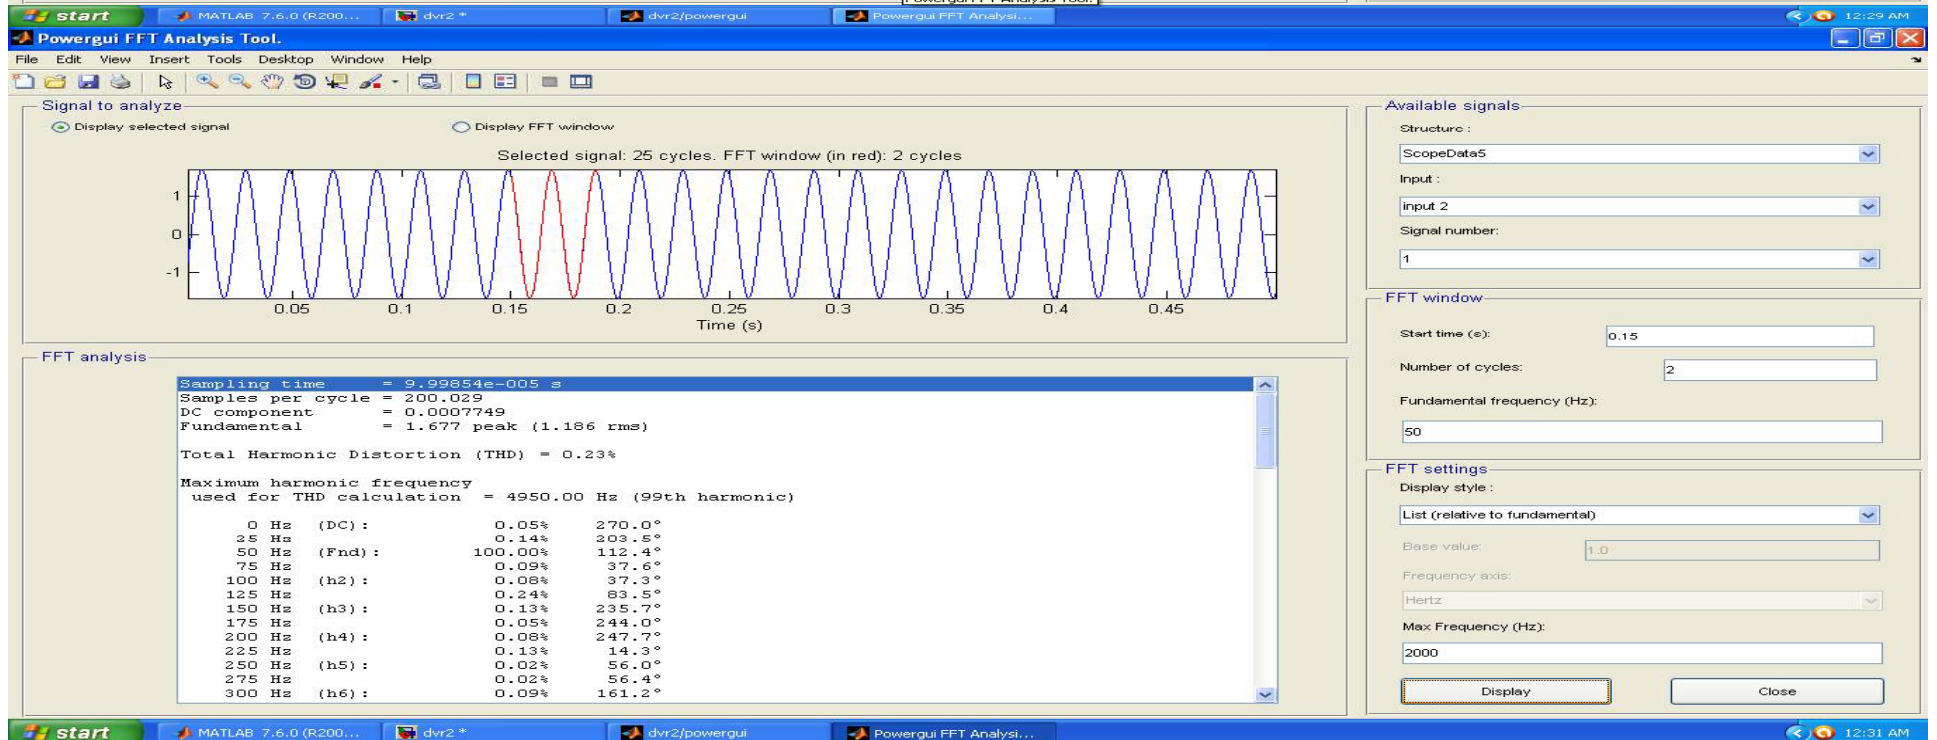 Powergui FFT Analysis Tool.
start MATLAB 7.6.0 (R200... dvr2 * dvr2/powergui Powergui FFT Analysi... 12:29 AM
Powergui FFT Analysis Tool.
File Edit View Insert Tools Desktop Window Help
Signal to analyze
Display selected signal Display FFT window
Selected signal: 25 cycles. FFT window (in red): 2 cycles
1
0
-1
0.05 0.1 0.15 0.2 0.25 0.3 0.35 0.4 0.45
Time (s)
FFT analysis
Sampling time = 9.99854e-005 s
Samples per cycle = 200.029
DC component = 0.0007749
Fundamental = 1.677 peak (1.186 rms)
Total Harmonic Distortion (THD) = 0.23%
Maximum harmonic frequency
used for THD calculation = 4950.00 Hz (99th harmonic)
0 Hz (DC): 0.05% 270.0°
25 Hz 0.14% 203.5°
50 Hz (Fnd): 100.00% 112.4°
75 Hz 0.09% 37.6°
100 Hz (h2): 0.08% 37.3°
125 Hz 0.24% 83.5°
150 Hz (h3): 0.13% 235.7°
175 Hz 0.05% 244.0°
200 Hz (h4): 0.08% 247.7°
225 Hz 0.13% 14.3°
250 Hz (h5): 0.02% 56.0°
275 Hz 0.02% 56.4°
300 Hz (h6): 0.09% 161.2°
Available signals
Structure :
ScopeData5
Input :
input 2
Signal number:
1
FFT window
Start time (s): 0.15
Number of cycles: 2
Fundamental frequency (Hz):
50
FFT settings
Display style :
List (relative to fundamental)
Base value: 1.0
Frequency axis:
Hertz
Max Frequency (Hz):
2000
Display Close
start MATLAB 7.6.0 (R200... dvr2 * dvr2/powergui Powergui FFT Analysi... 12:31 AM